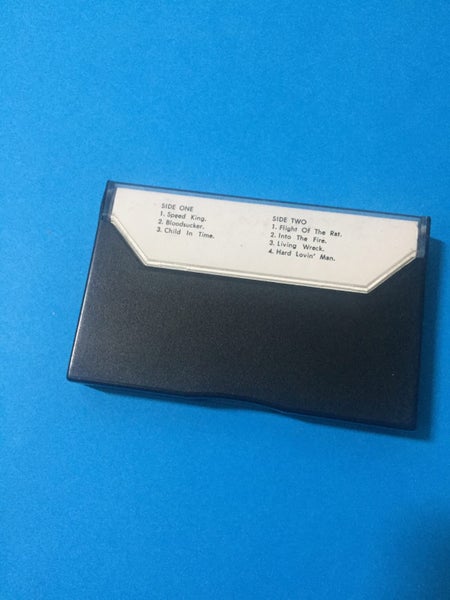 SIDE ONE
1. Speed King.
2. Bloodsucker.
3. Child In Time.
SIDE TWO
1. Flight Of The Rat.
2. Into The Fire.
3. Living Wreck.
4. Hard Lovin' Man.